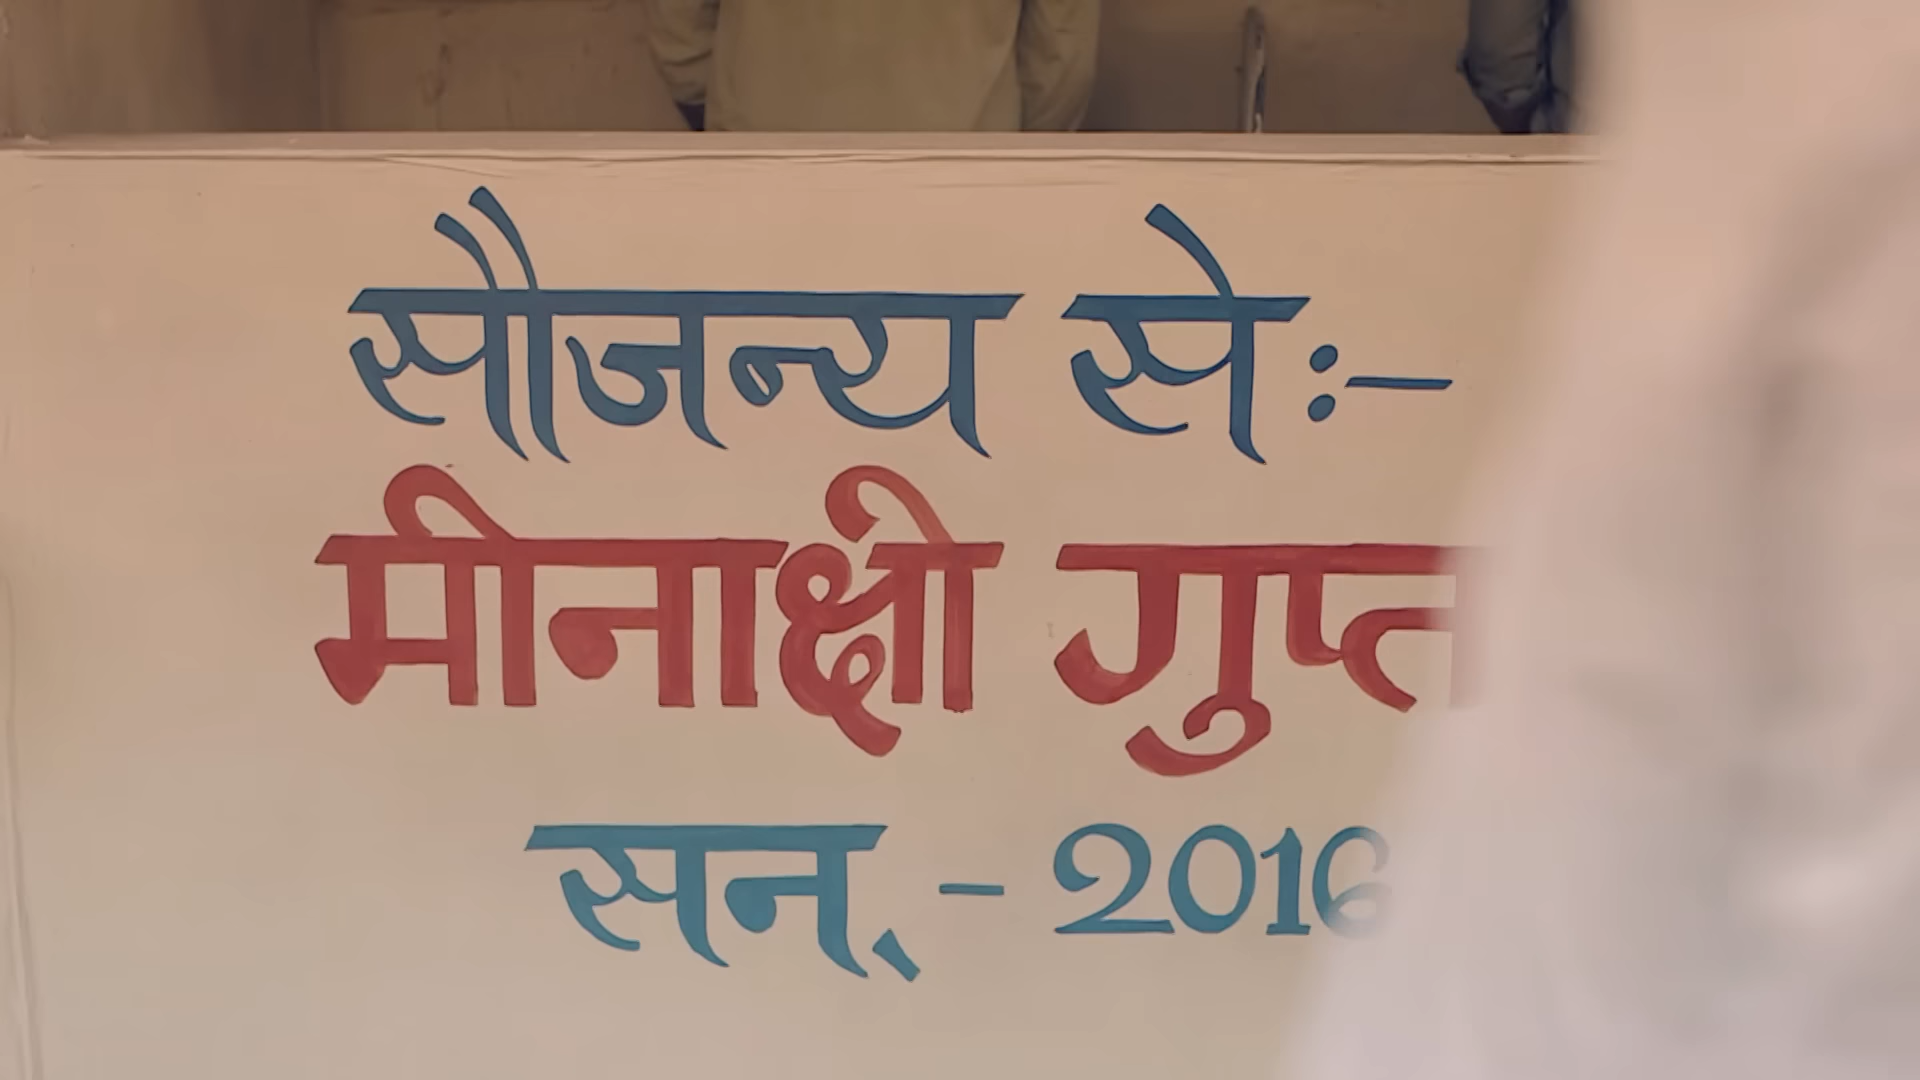 सौजन्य से :-
मीनाक्षी गुप्त
सन् - 2016